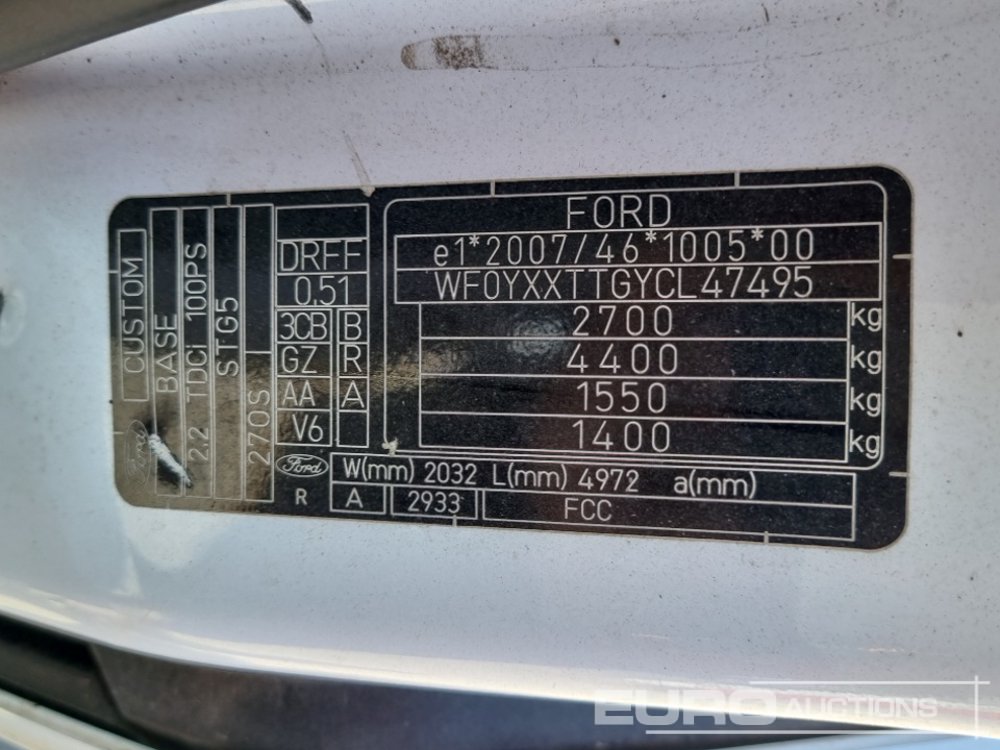 CUSTOM
BASE
2.2 TDCi 100PS
STG5
270S
Ford
DRFF
0.51
3CB B
GZ R
AA A
V6
Ford
R
FORD
e1*2007/46*1005*00
WF0YXXTTGYCL47495
2700 kg
4400 kg
1550 kg
1400 kg
W(mm) 2032 L(mm) 4972 a(mm)
A 2933 FCC
EURO AUCTIONS